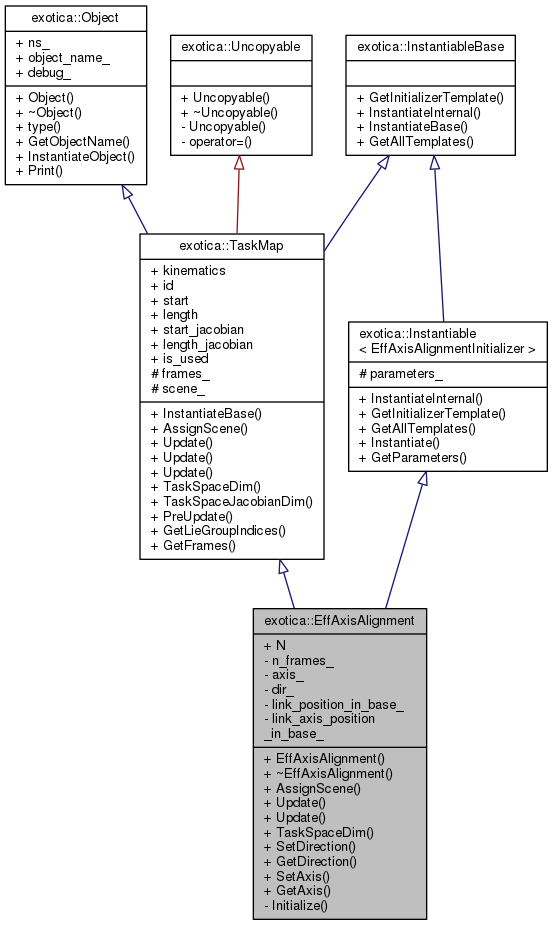 exotica::Object
+ ns_
+ object_name_
+ debug_
+ Object()
+ ~Object()
+ type()
+ GetObjectName()
+ InstantiateObject()
+ Print()
exotica::Uncopyable
+ Uncopyable()
+ ~Uncopyable()
- Uncopyable()
- operator=()
exotica::InstantiableBase
+ GetInitializerTemplate()
+ InstantiateInternal()
+ InstantiateBase()
+ GetAllTemplates()
exotica::TaskMap
+ kinematics
+ id
+ start
+ length
+ start_jacobian
+ length_jacobian
+ is_used
# frames_
# scene_
+ InstantiateBase()
+ AssignScene()
+ Update()
+ Update()
+ Update()
+ TaskSpaceDim()
+ TaskSpaceJacobianDim()
+ PreUpdate()
+ GetLieGroupIndices()
+ GetFrames()
exotica::Instantiable
< EffAxisAlignmentInitializer >
# parameters_
+ InstantiateInternal()
+ GetInitializerTemplate()
+ GetAllTemplates()
+ Instantiate()
+ GetParameters()
exotica::EffAxisAlignment
+ N
- n_frames_
- axis_
- dir_
- link_position_in_base_
- link_axis_position
_in_base_
+ EffAxisAlignment()
+ ~EffAxisAlignment()
+ AssignScene()
+ Update()
+ Update()
+ TaskSpaceDim()
+ SetDirection()
+ GetDirection()
+ SetAxis()
+ GetAxis()
- Initialize()